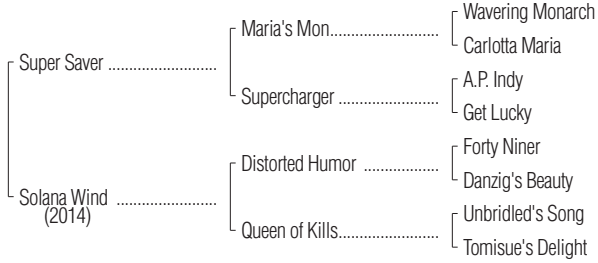 Wavering Monarch
Maria's Mon
Carlotta Maria
Super Saver
A.P. Indy
Supercharger
Get Lucky
Forty Niner
Distorted Humor
Danzig's Beauty
Solana Wind
(2014)
Unbridled's Song
Queen of Kills
Tomisue's Delight